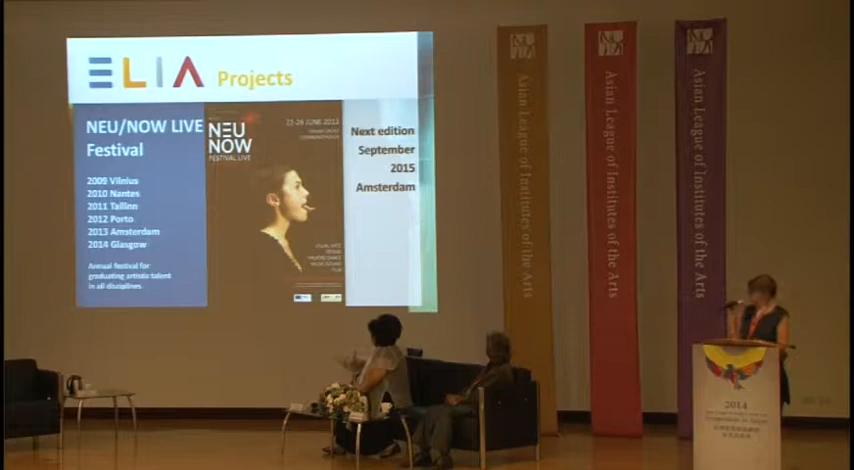 ELIA Projects
NEU/NOW LIVE
Festival
2009 Vilnius
2010 Nantes
2011 Tallinn
2012 Porto
2013 Amsterdam
2014 Glasgow
Annual festival for
graduating artistic talent
in all disciplines
NEU
NOW
FESTIVAL LIVE
Next edition
September
2015
Amsterdam
Asian League of Institutes of the Arts
Asian League of Institutes of the Arts
Asian League of Institutes of the Arts
2014